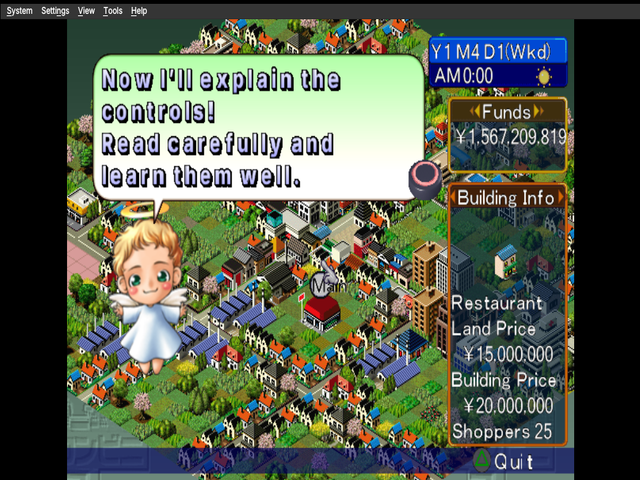 System Settings View Tools Help
Now I'll explain the
controls!
Read carefully and
learn them well.
Y1 M4 D1(Wkd)
AM0:00
Funds
¥1,567,209,819
Building Info
Main
Restaurant
Land Price
¥15,000,000
Building Price
¥20,000,000
Shoppers 25
Quit